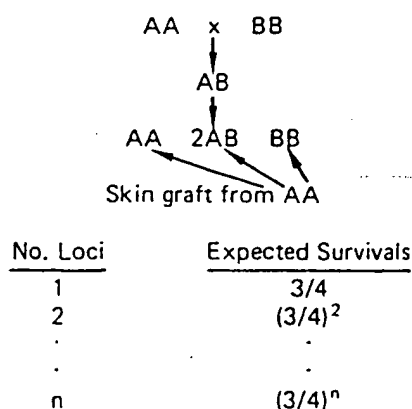 AA x BB
AB
AA 2AB BB
Skin graft from AA
No. Loci Expected Survivals
1 3/4
2 (3/4)²
. .
. .
n (3/4)ⁿ